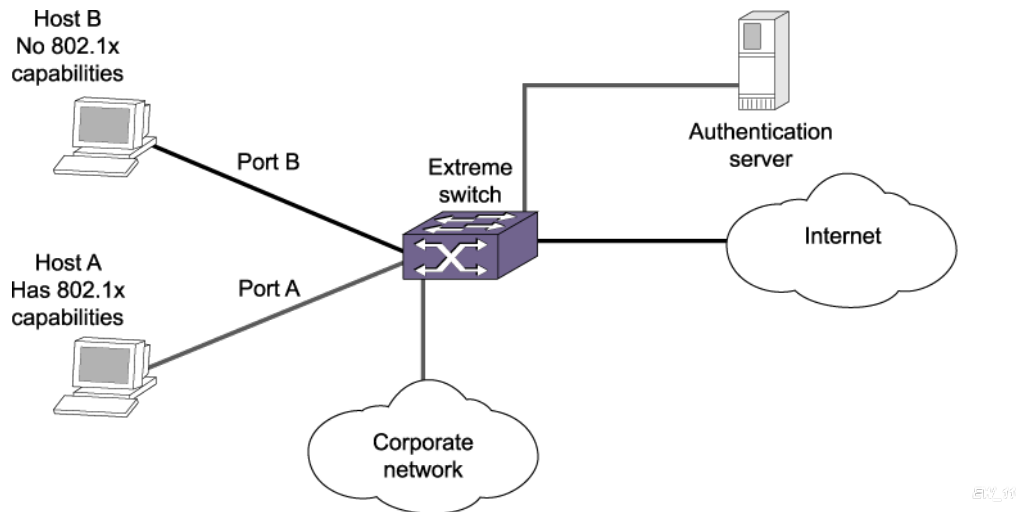 Host B
No 802.1x
capabilities
Port B
Extreme
switch
Authentication
server
Internet
Host A
Has 802.1x
capabilities
Port A
Corporate
network